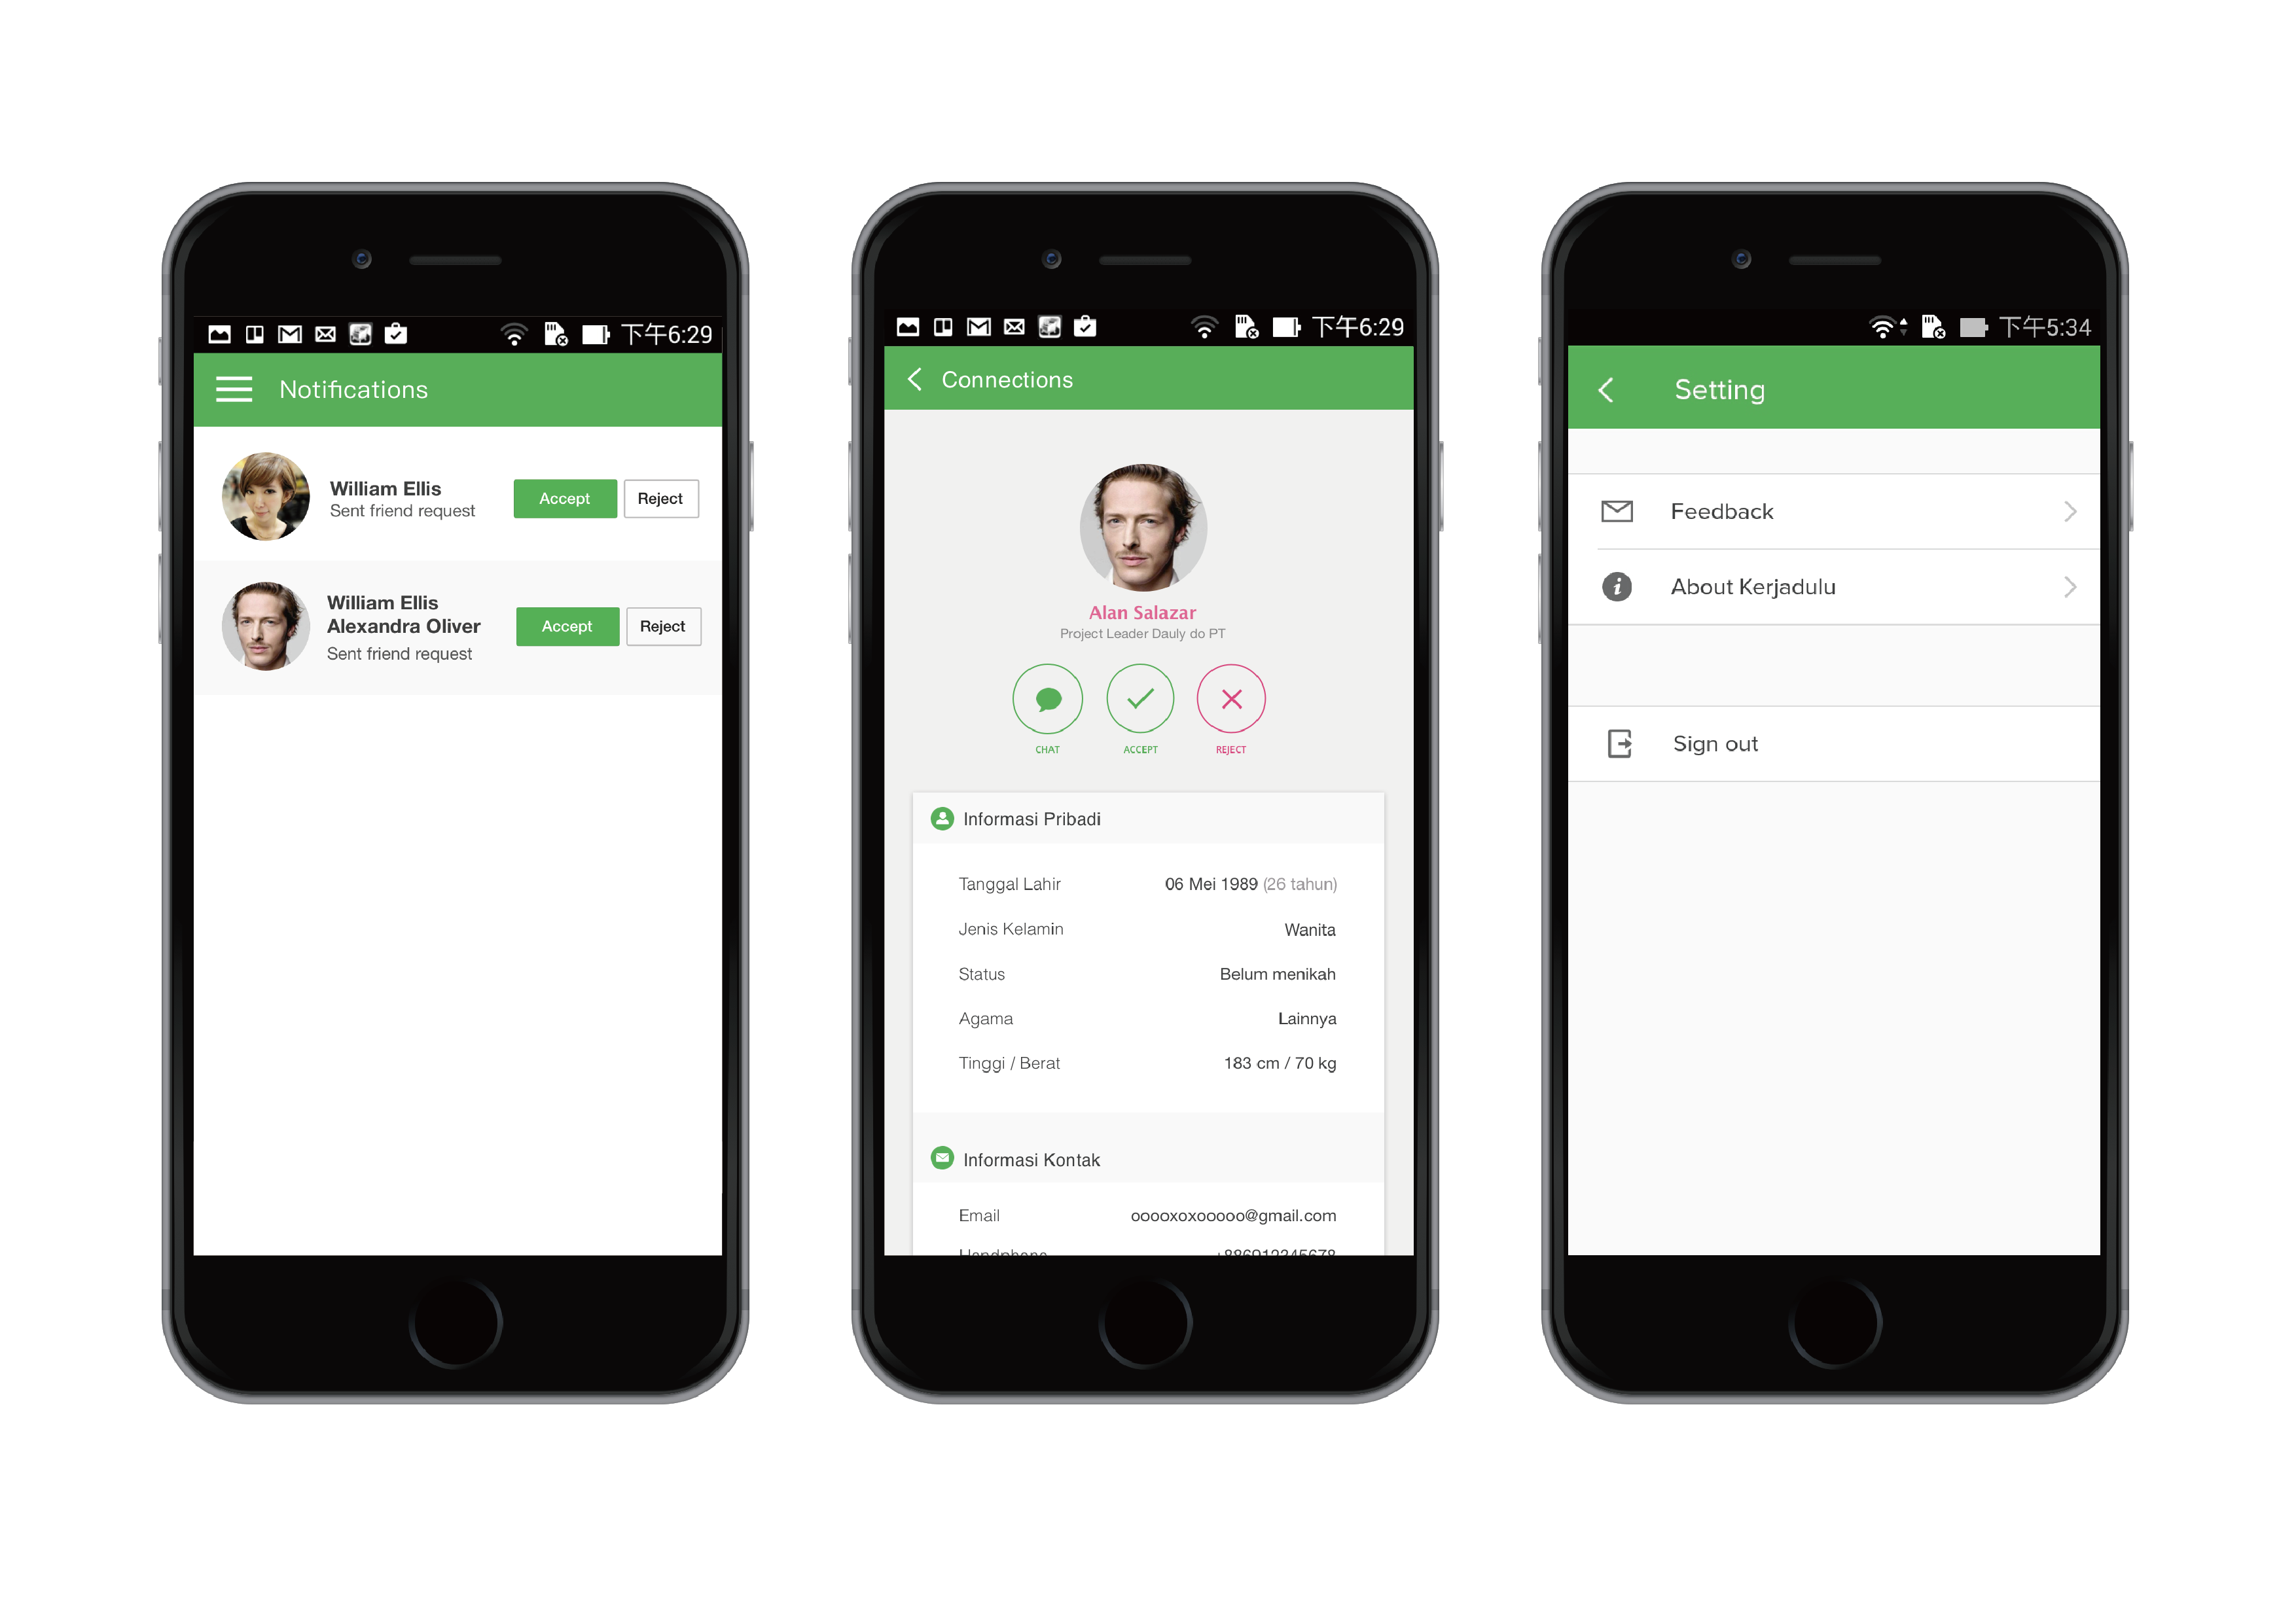 下午6:29
Notifications
William Ellis
Sent friend request
Accept
Reject
William Ellis
Alexandra Oliver
Sent friend request
Accept
Reject
下午6:29
Connections
Alan Salazar
Project Leader Dauly do PT
CHAT
ACCEPT
REJECT
Informasi Pribadi
Tanggal Lahir 06 Mei 1989 (26 tahun)
Jenis Kelamin Wanita
Status Belum menikah
Agama Lainnya
Tinggi / Berat 183 cm / 70 kg
Informasi Kontak
Email ooooxoxooooo@gmail.com
Handphone +886912345678
下午5:34
Setting
Feedback
About Kerjadulu
Sign out